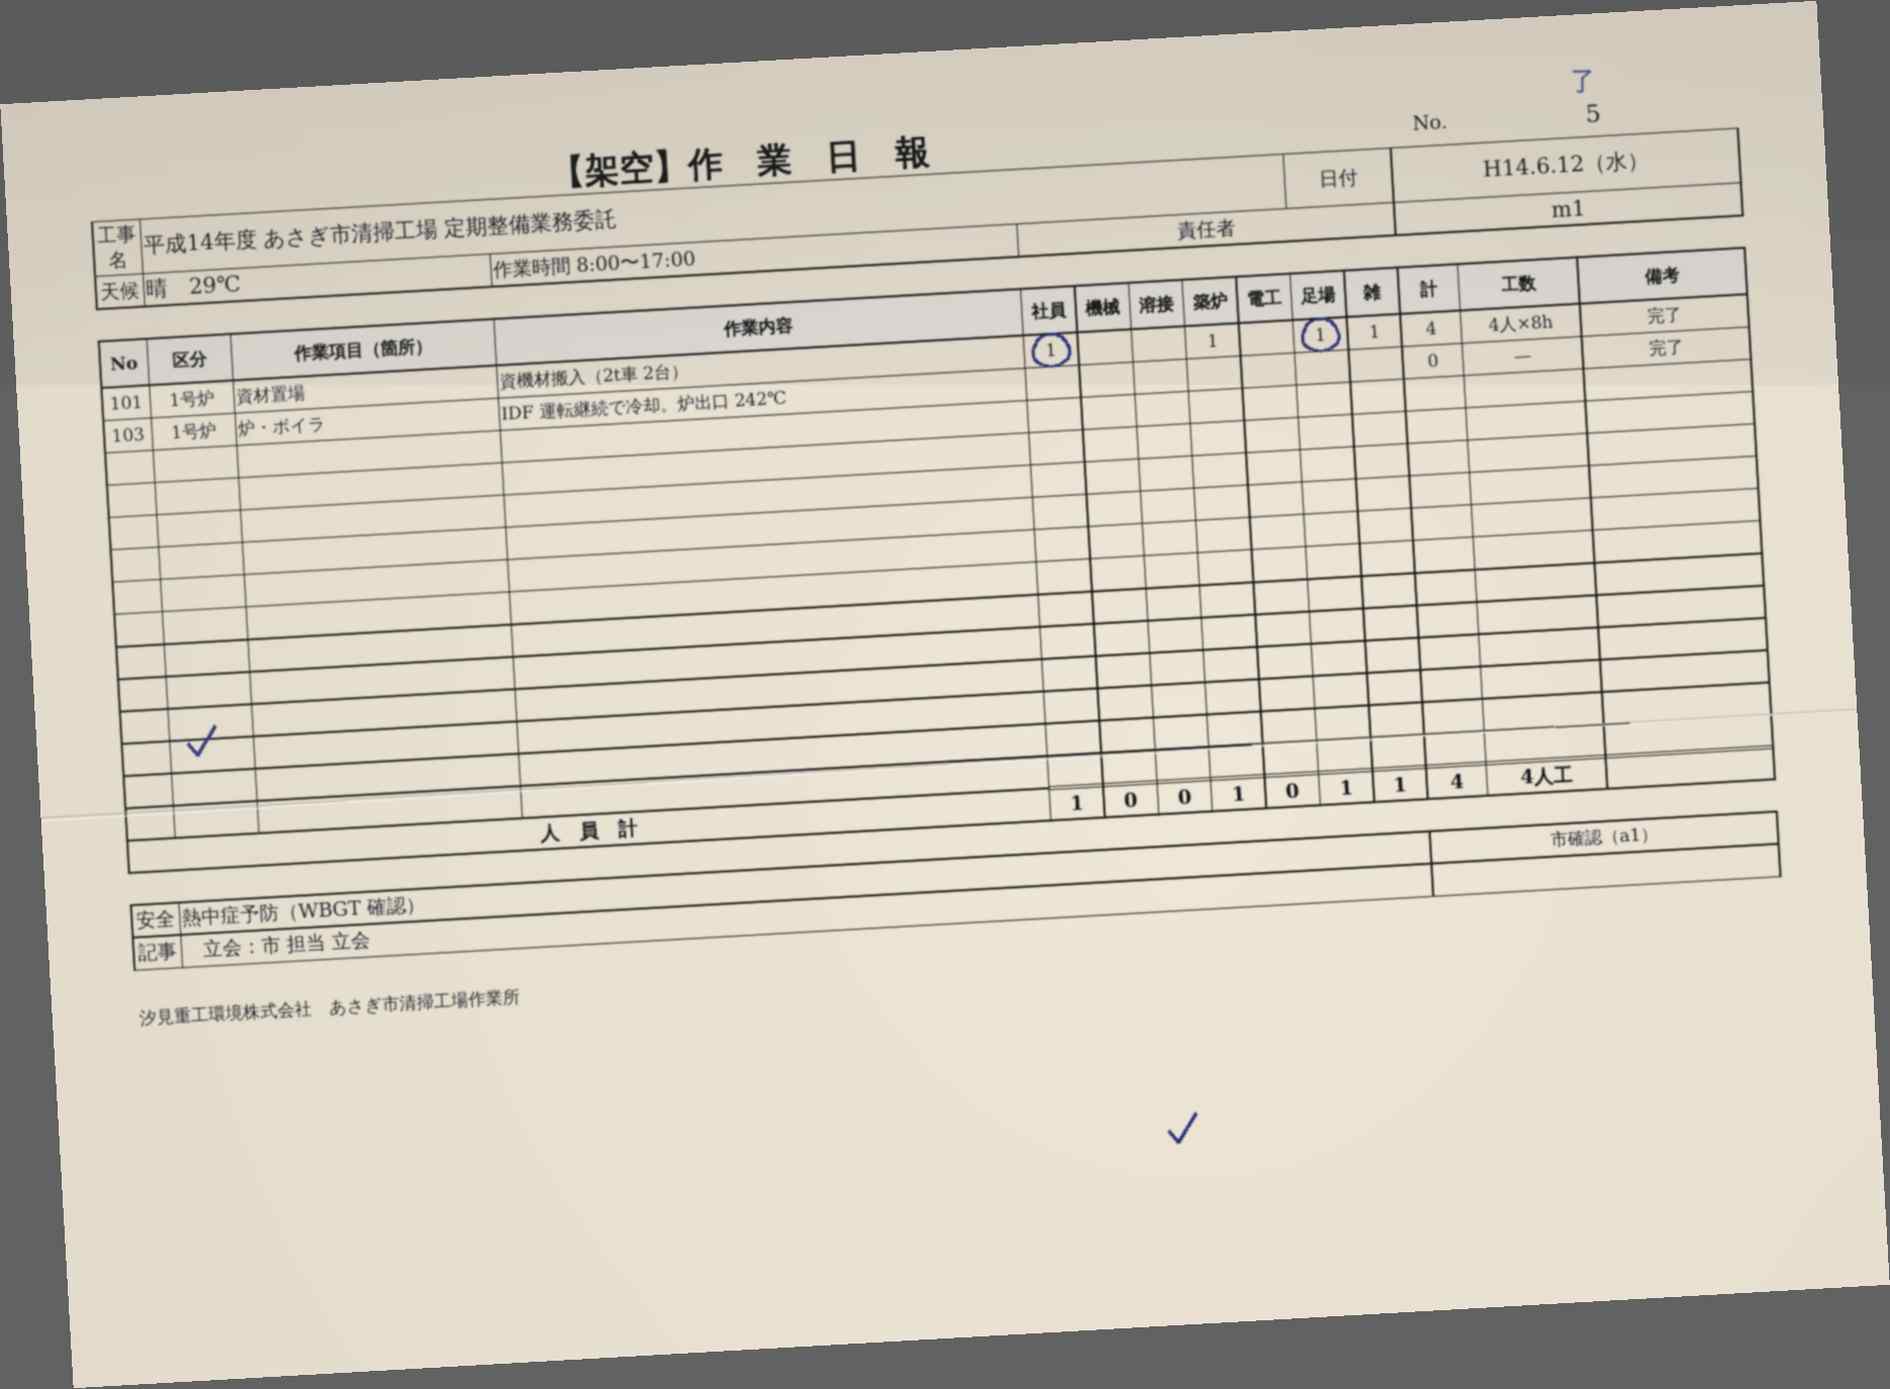 了
No. 5
【架空】作 業 日 報
工事名 平成14年度 あさぎ市清掃工場 定期整備業務委託 日付 H14.6.12（水）
天候 晴 29℃ 作業時間 8:00〜17:00 責任者 m1
No 区分 作業項目（箇所） 作業内容 社員 機械 溶接 築炉 電工 足場 雑 計 工数 備考
101 1号炉 資材置場 資機材搬入（2t車 2台） 1 1 1 1 4 4人×8h 完了
103 1号炉 炉・ボイラ IDF 運転継続で冷却。炉出口 242℃ 0 — 完了
人 員 計 1 0 0 1 0 1 1 4 4人工
安全 熱中症予防（WBGT 確認） 市確認（a1）
記事 立会：市 担当 立会
汐見重工環境株式会社 あさぎ市清掃工場作業所